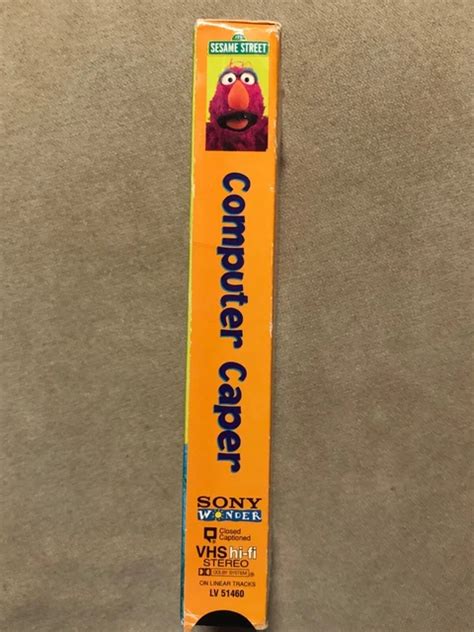 SESAME STREET
Computer Caper
SONY
WONDER
Closed
Captioned
VHS hi-fi
STEREO
DOLBY SYSTEM
ON LINEAR TRACKS
LV 51460